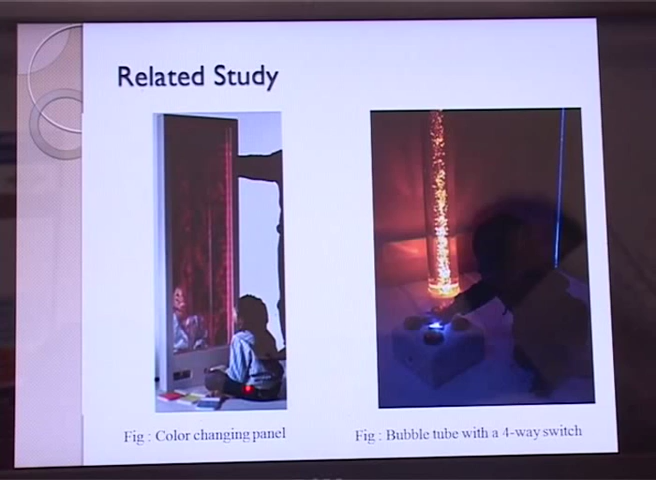 Related Study
Fig : Color changing panel
Fig : Bubble tube with a 4-way switch